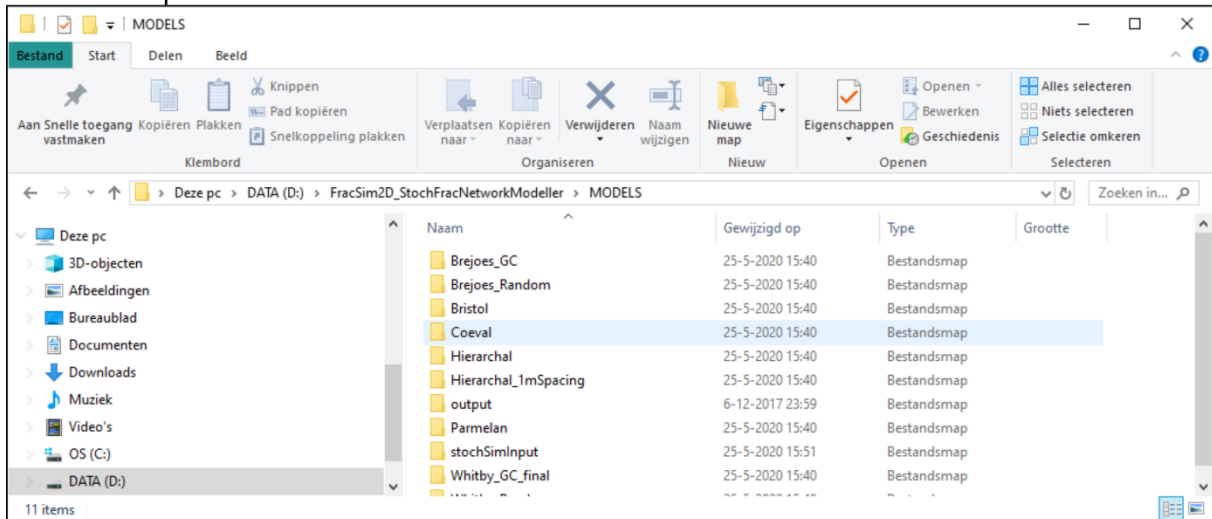 MODELS
Bestand Start Delen Beeld
Aan Snelle toegang vastmaken
Kopiëren
Plakken
Knippen
Pad kopiëren
Snelkoppeling plakken
Klembord
Verplaatsen naar
Kopiëren naar
Verwijderen
Naam wijzigen
Organiseren
Nieuwe map
Nieuw
Eigenschappen
Openen
Bewerken
Geschiedenis
Openen
Alles selecteren
Niets selecteren
Selectie omkeren
Selecteren
Deze pc > DATA (D:) > FracSim2D_StochFracNetworkModeller > MODELS
Zoeken in...
Deze pc
3D-objecten
Afbeeldingen
Bureaublad
Documenten
Downloads
Muziek
Video's
OS (C:)
DATA (D:)
Naam Gewijzigd op Type Grootte
Brejoes_GC 25-5-2020 15:40 Bestandsmap
Brejoes_Random 25-5-2020 15:40 Bestandsmap
Bristol 25-5-2020 15:40 Bestandsmap
Coeval 25-5-2020 15:40 Bestandsmap
Hierarchal 25-5-2020 15:40 Bestandsmap
Hierarchal_1mSpacing 25-5-2020 15:40 Bestandsmap
output 6-12-2017 23:59 Bestandsmap
Parmelan 25-5-2020 15:40 Bestandsmap
stochSimInput 25-5-2020 15:51 Bestandsmap
Whitby_GC_final 25-5-2020 15:40 Bestandsmap
11 items